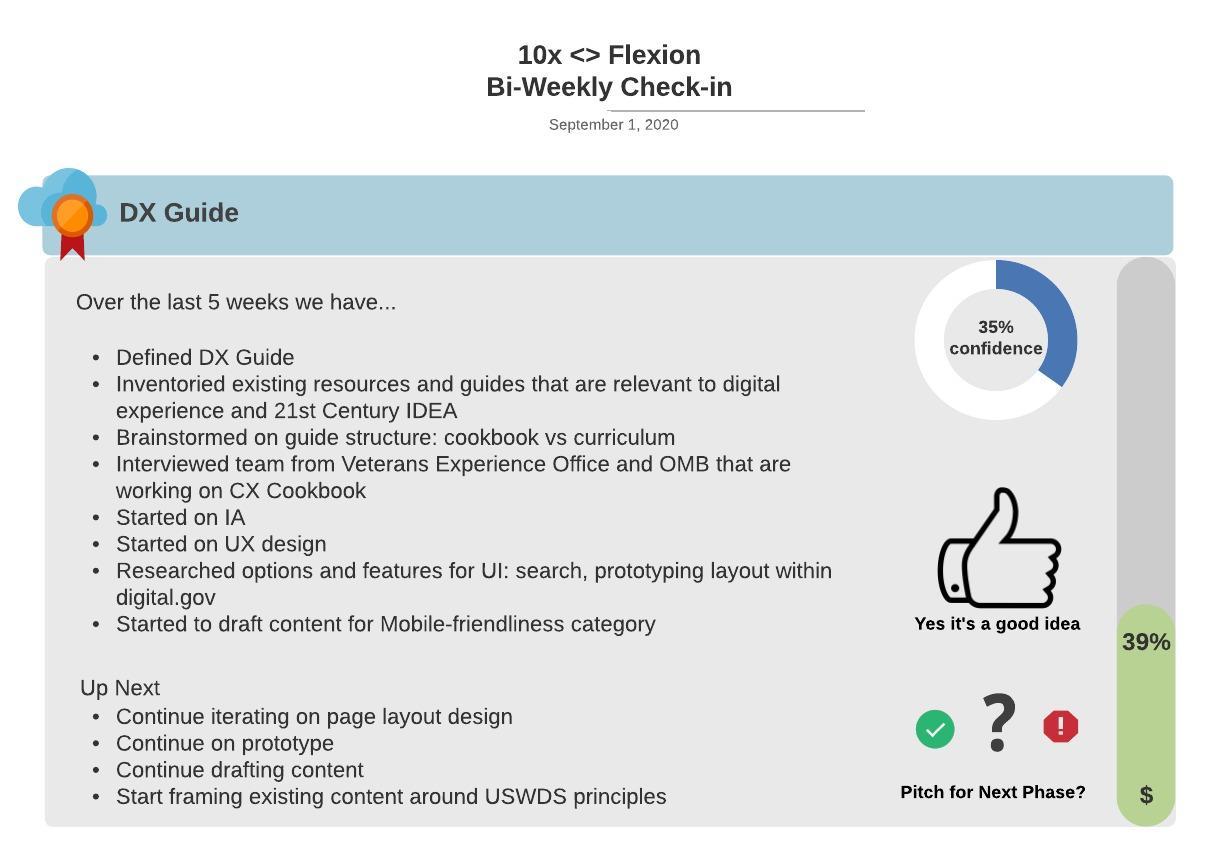 10x <> Flexion
Bi-Weekly Check-in
September 1, 2020
DX Guide
Over the last 5 weeks we have...
• Defined DX Guide
• Inventoried existing resources and guides that are relevant to digital
experience and 21st Century IDEA
• Brainstormed on guide structure: cookbook vs curriculum
• Interviewed team from Veterans Experience Office and OMB that are
working on CX Cookbook
• Started on IA
• Started on UX design
• Researched options and features for UI: search, prototyping layout within
digital.gov
• Started to draft content for Mobile-friendliness category
Up Next
• Continue iterating on page layout design
• Continue on prototype
• Continue drafting content
• Start framing existing content around USWDS principles
35%
confidence
Yes it's a good idea
?
!
Pitch for Next Phase?
39%
$